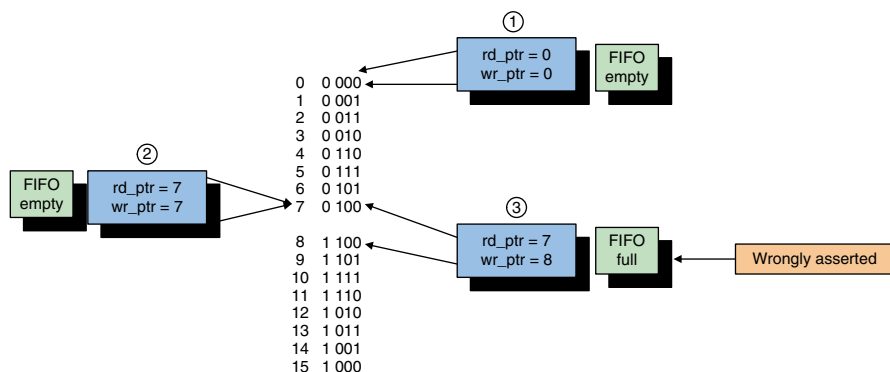 ①
rd_ptr = 0
wr_ptr = 0
FIFO
empty
0 0 000
1 0 001
2 0 011
3 0 010
4 0 110
5 0 111
6 0 101
7 0 100
②
FIFO
empty
rd_ptr = 7
wr_ptr = 7
③
rd_ptr = 7
wr_ptr = 8
FIFO
full
Wrongly asserted
8 1 100
9 1 101
10 1 111
11 1 110
12 1 010
13 1 011
14 1 001
15 1 000